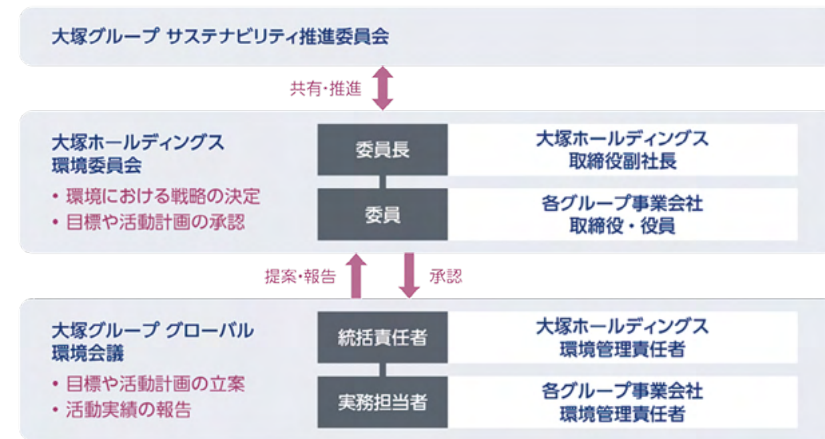 大塚グループ サステナビリティ推進委員会
共有・推進
大塚ホールディングス
環境委員会
• 環境における戦略の決定
• 目標や活動計画の承認
委員長
大塚ホールディングス
取締役副社長
委員
各グループ事業会社
取締役・役員
提案・報告
承認
大塚グループ グローバル
環境会議
• 目標や活動計画の立案
• 活動実績の報告
統括責任者
大塚ホールディングス
環境管理責任者
実務担当者
各グループ事業会社
環境管理責任者